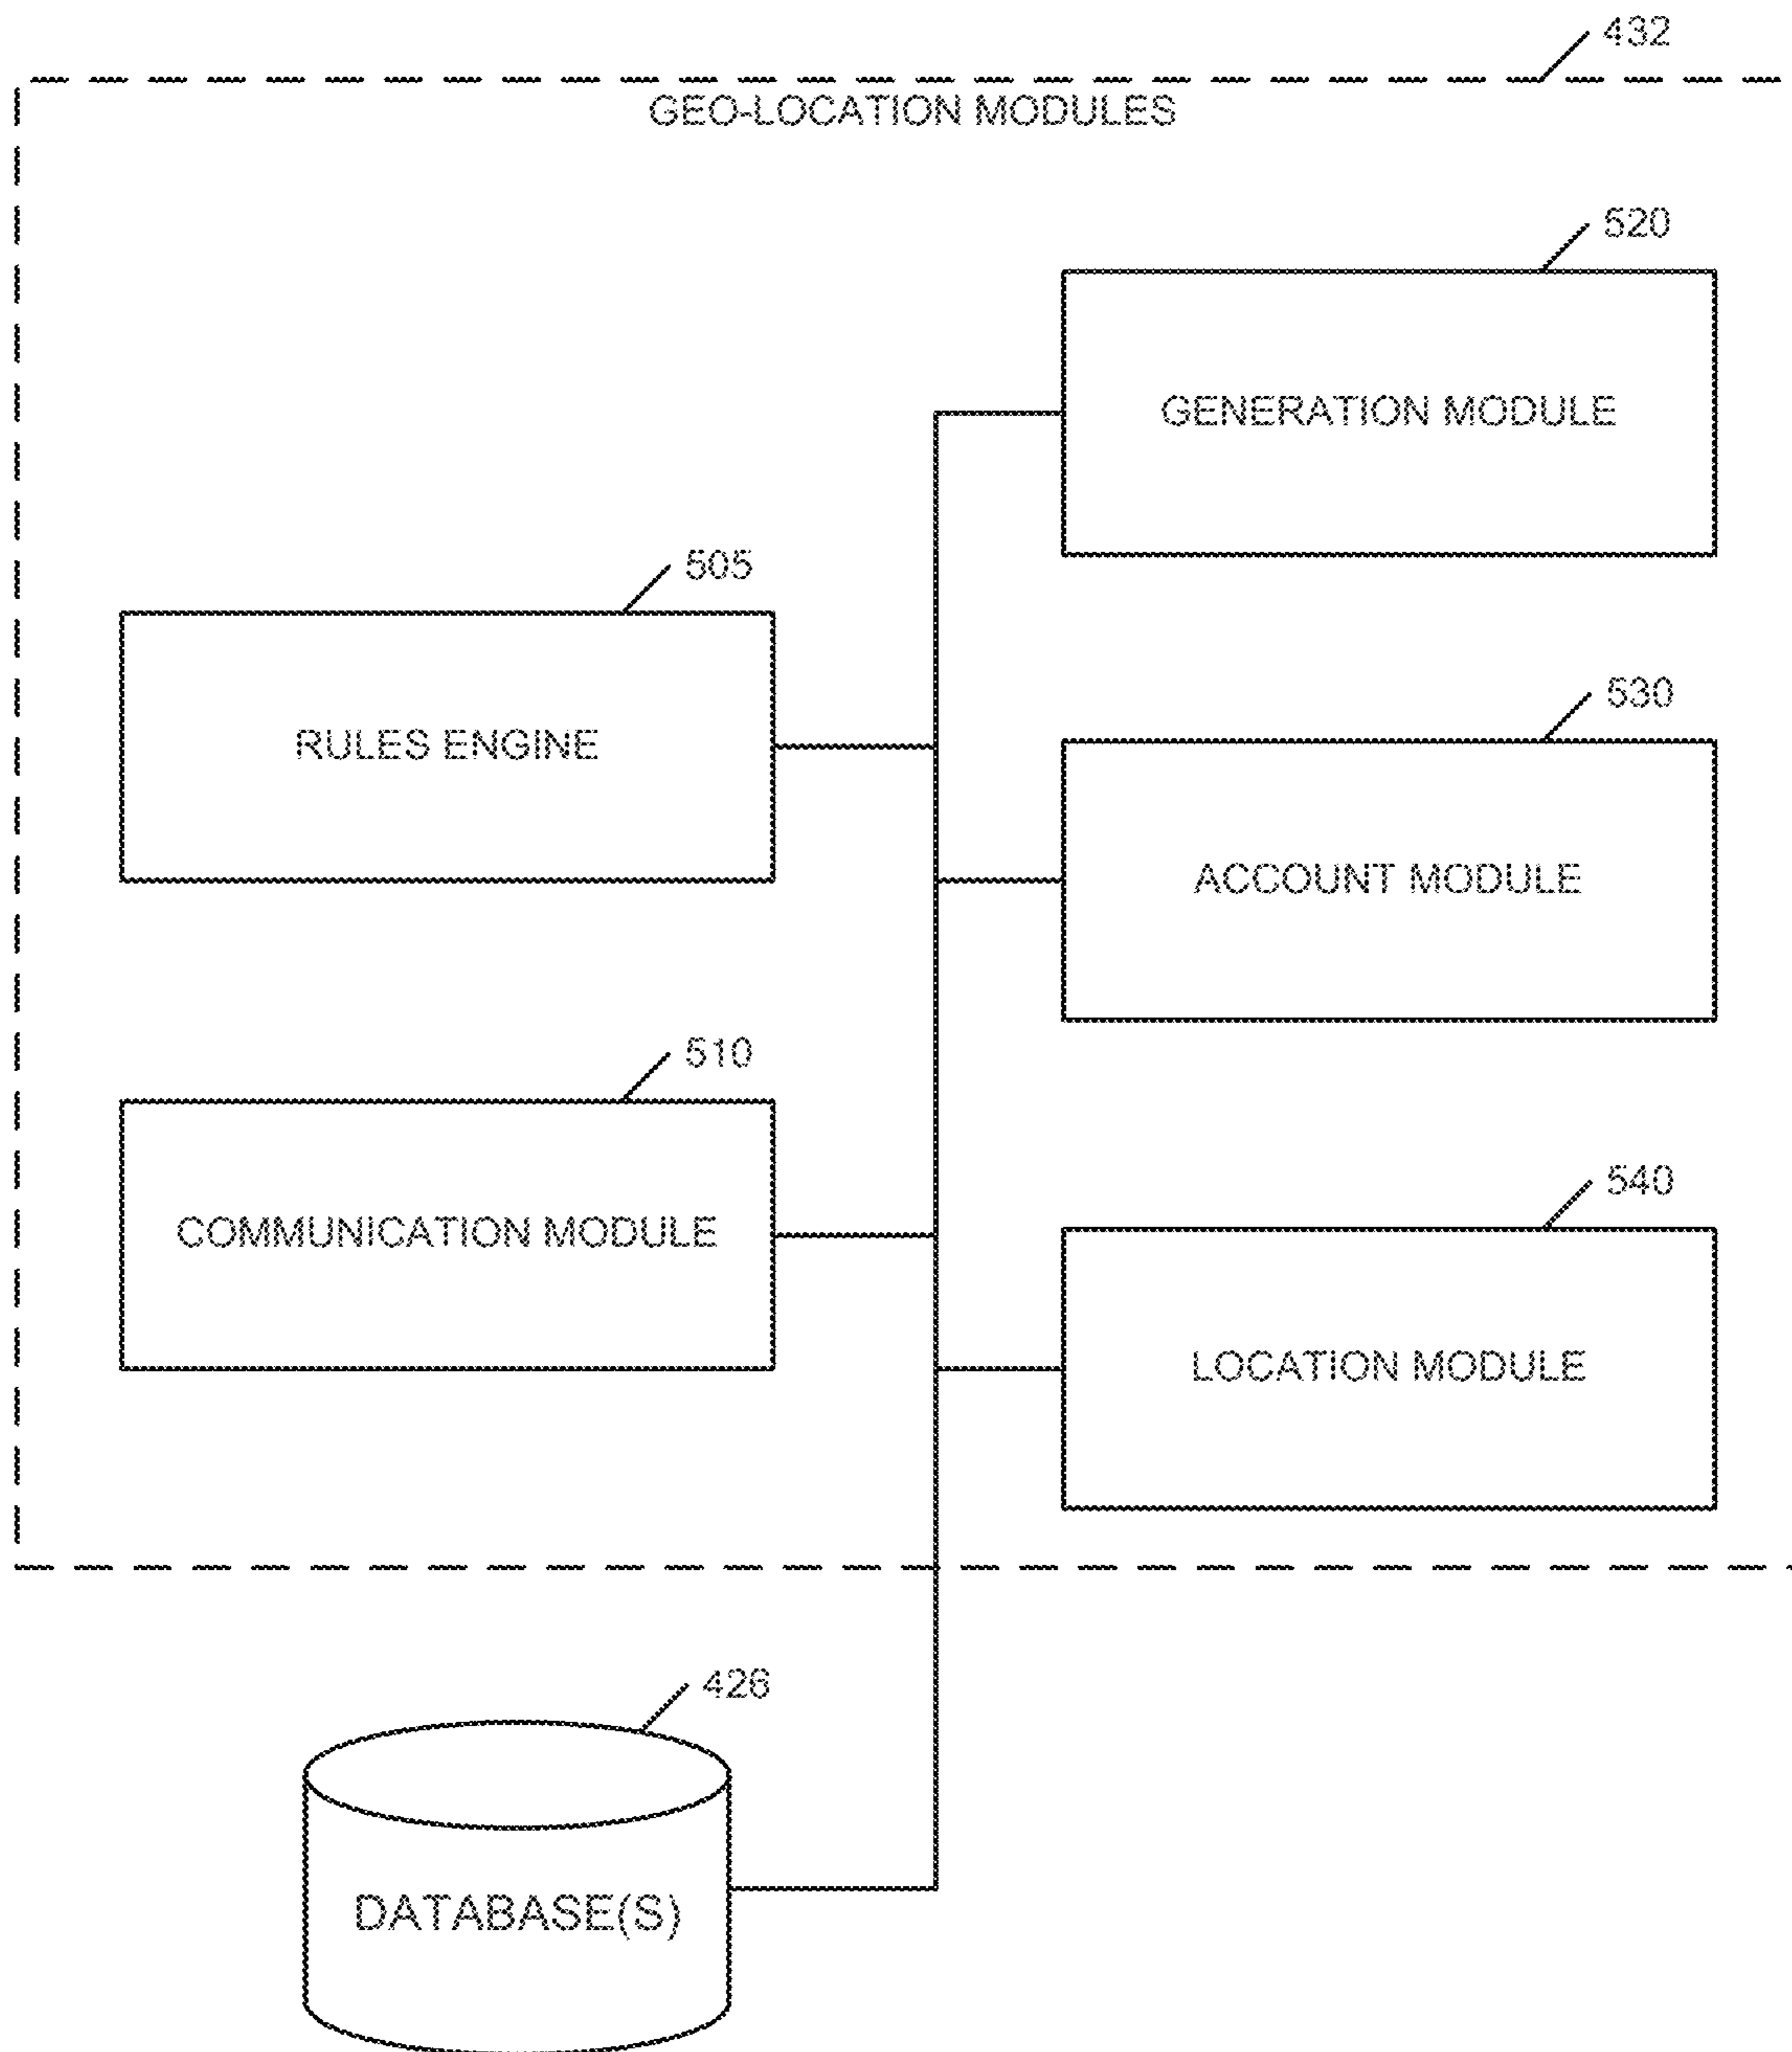 432
GEO-LOCATION MODULES
520
GENERATION MODULE
505
RULES ENGINE
530
ACCOUNT MODULE
510
COMMUNICATION MODULE
540
LOCATION MODULE
426
DATABASE(S)